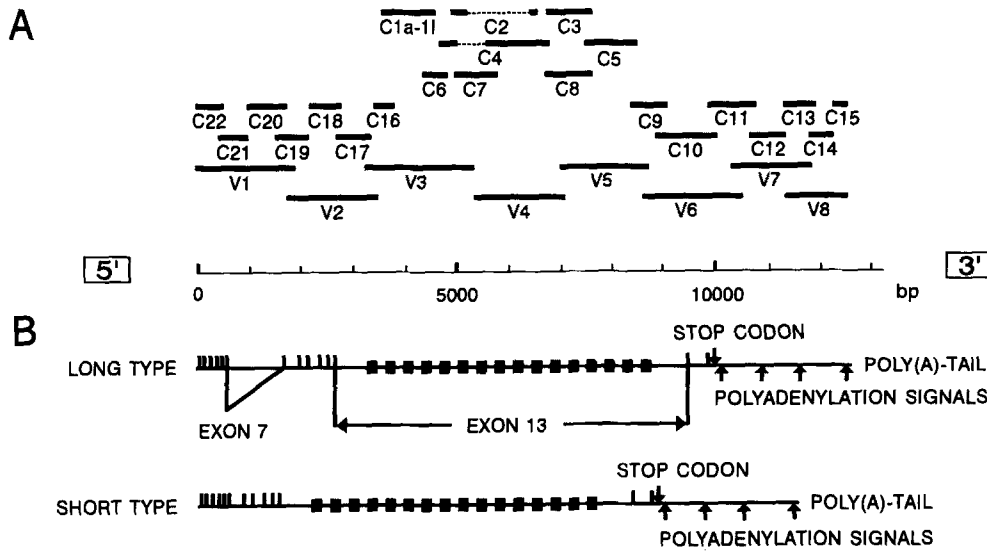 A
C1a-1l C2 C3
C4 C5
C6 C7 C8
C22 C20 C18 C16 C9 C11 C13 C15
C21 C19 C17 C10 C12 C14
V1 V3 V5 V7
V2 V4 V6 V8
5' 3'
0 5000 10000 bp
B
STOP CODON
LONG TYPE POLY(A)-TAIL
POLYADENYLATION SIGNALS
EXON 7 EXON 13
STOP CODON
SHORT TYPE POLY(A)-TAIL
POLYADENYLATION SIGNALS